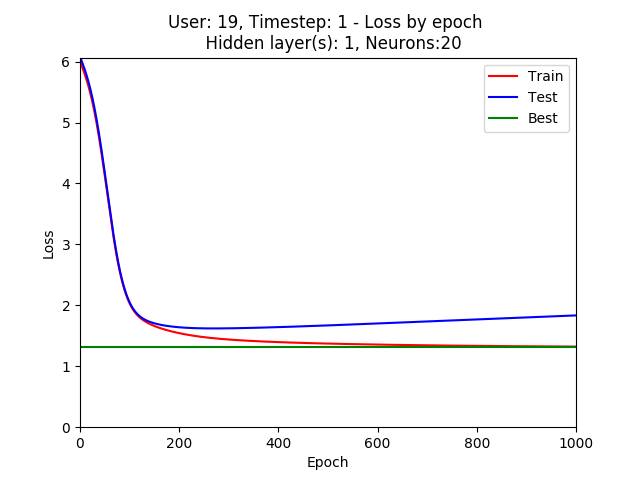 User: 19, Timestep: 1 - Loss by epoch
Hidden layer(s): 1, Neurons:20
Train
Test
Best
6
5
4
3
2
1
0
Loss
0 200 400 600 800 1000
Epoch